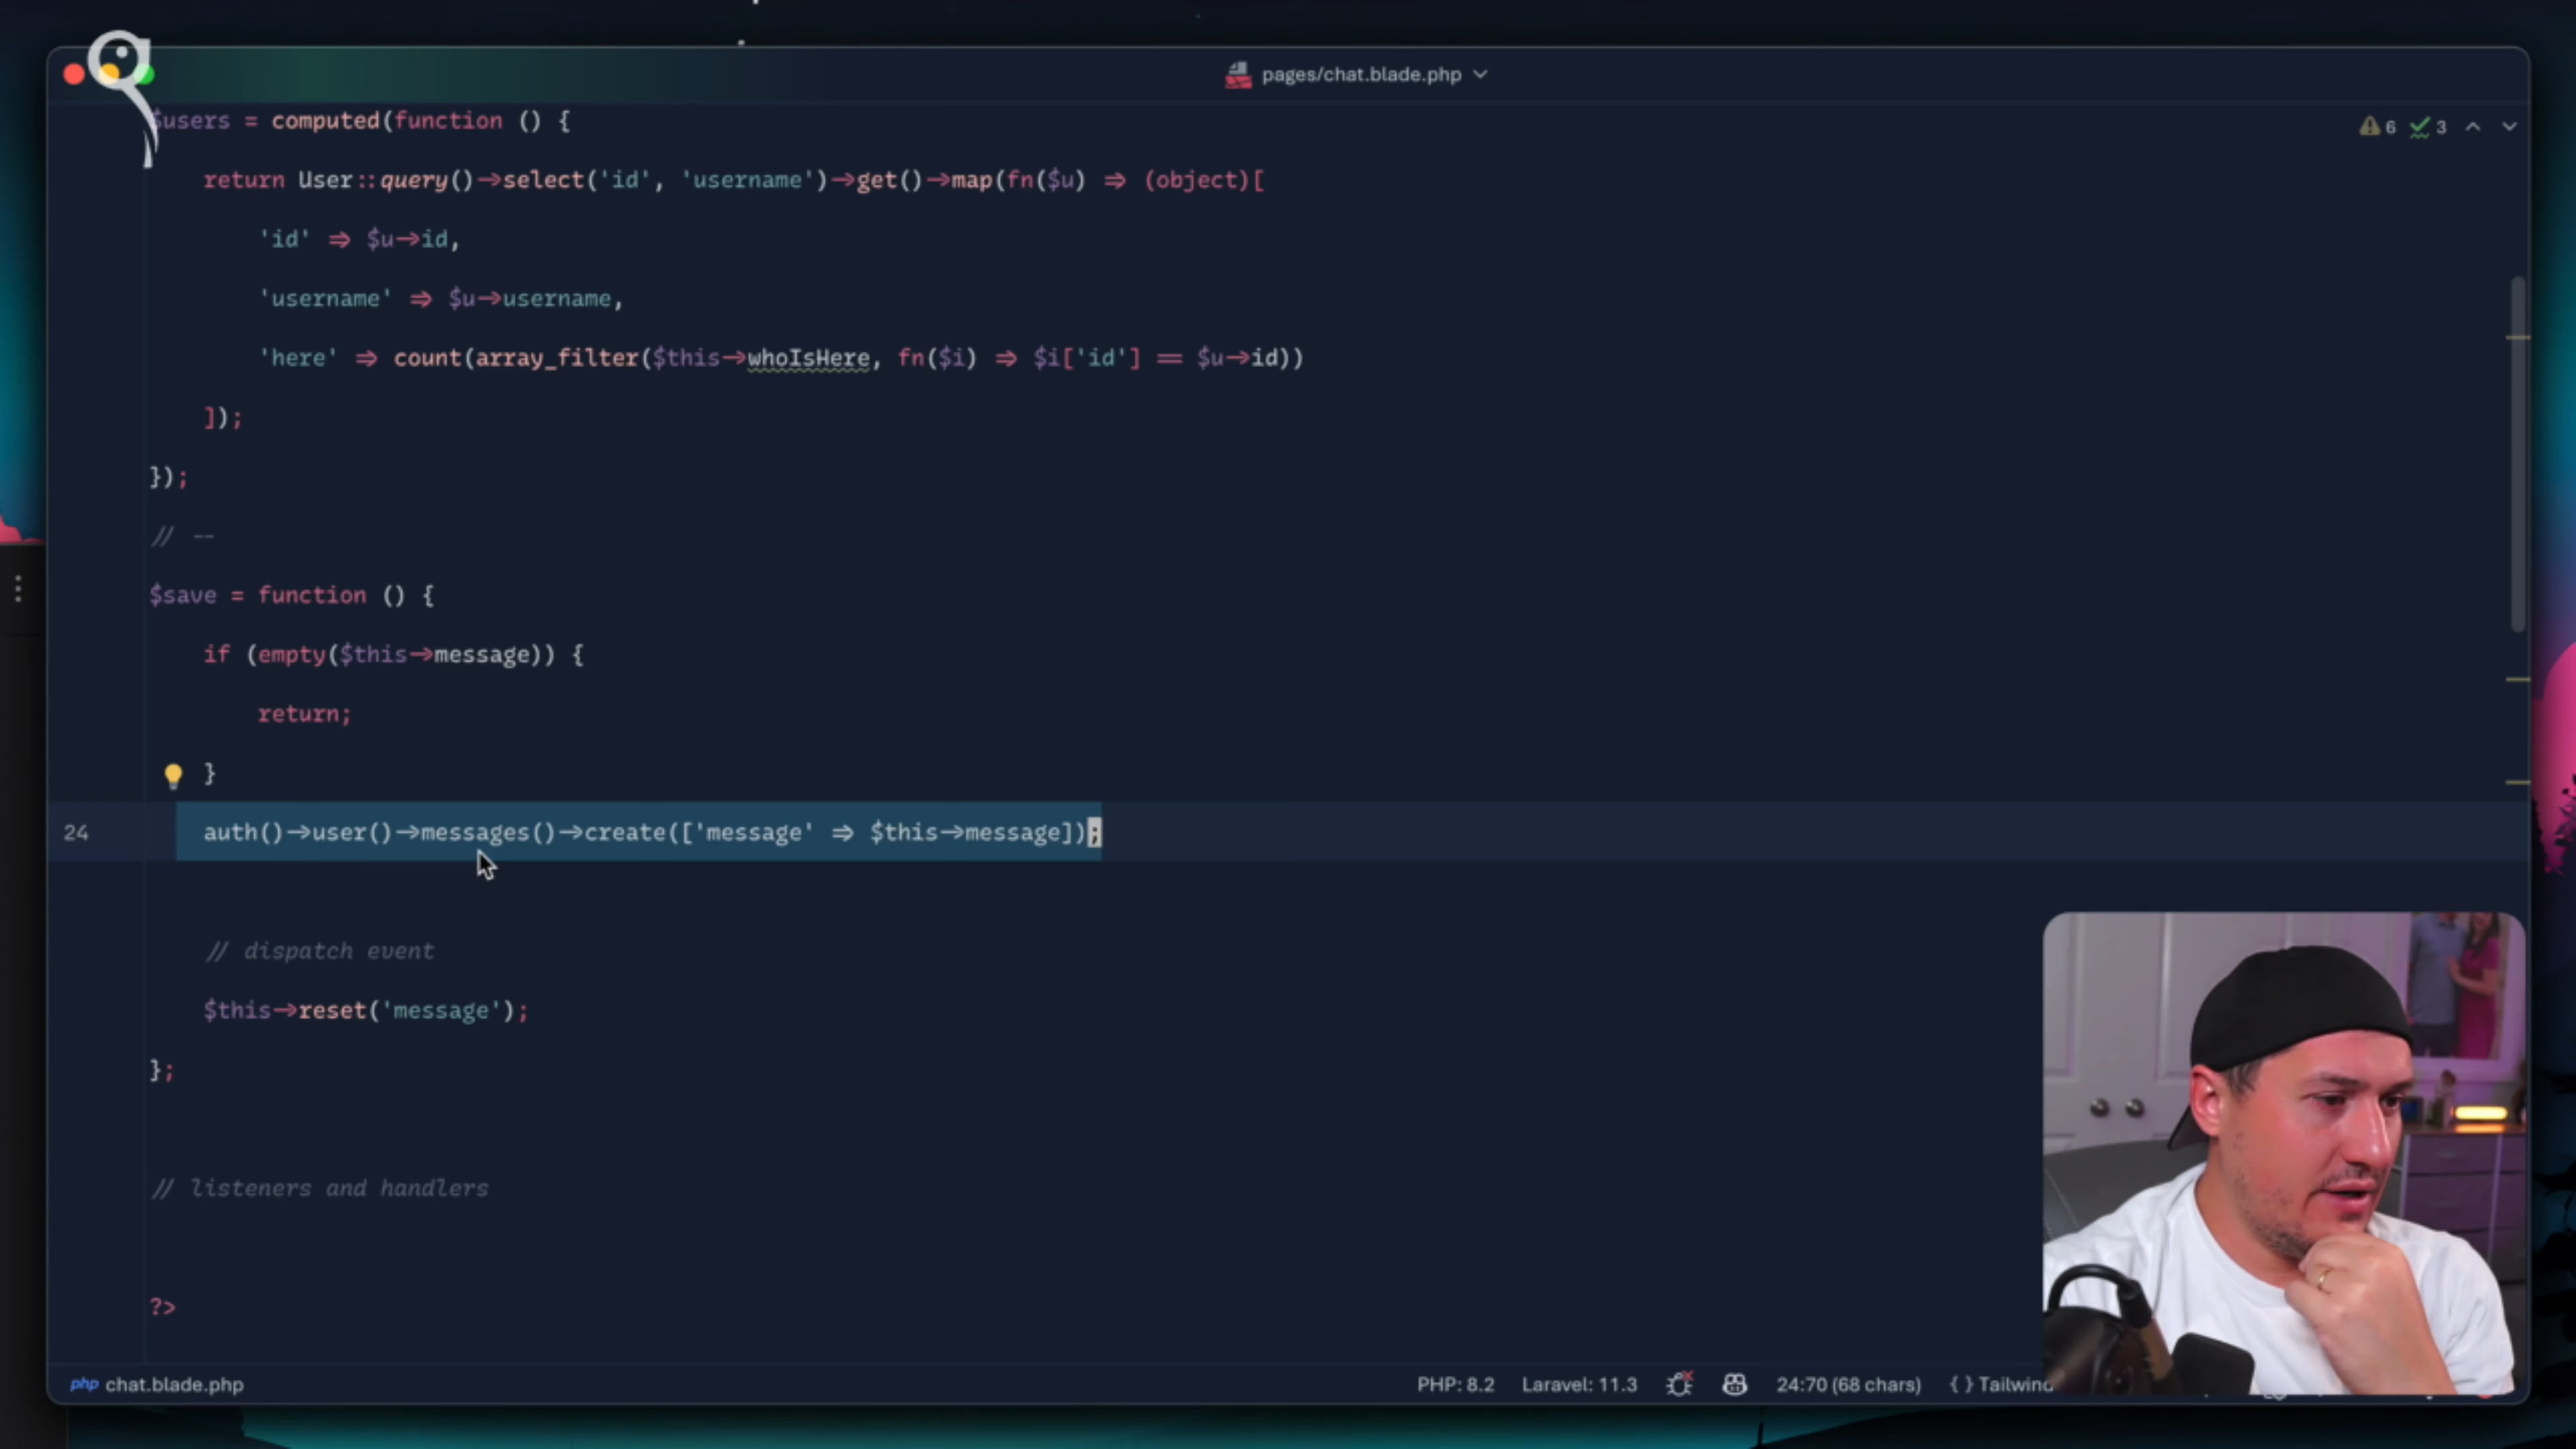 pages/chat.blade.php
6 3
$users = computed(function () {
return User::query()->select('id', 'username')->get()->map(fn($u) => (object)[
'id' => $u->id,
'username' => $u->username,
'here' => count(array_filter($this->whoIsHere, fn($i) => $i['id'] == $u->id))
]);
});
// --
$save = function () {
if (empty($this->message)) {
return;
}
24 auth()->user()->messages()->create(['message' => $this->message]);
// dispatch event
$this->reset('message');
};
// listeners and handlers
?>
php chat.blade.php PHP: 8.2 Laravel: 11.3 24:70 (68 chars) { } Tailwind